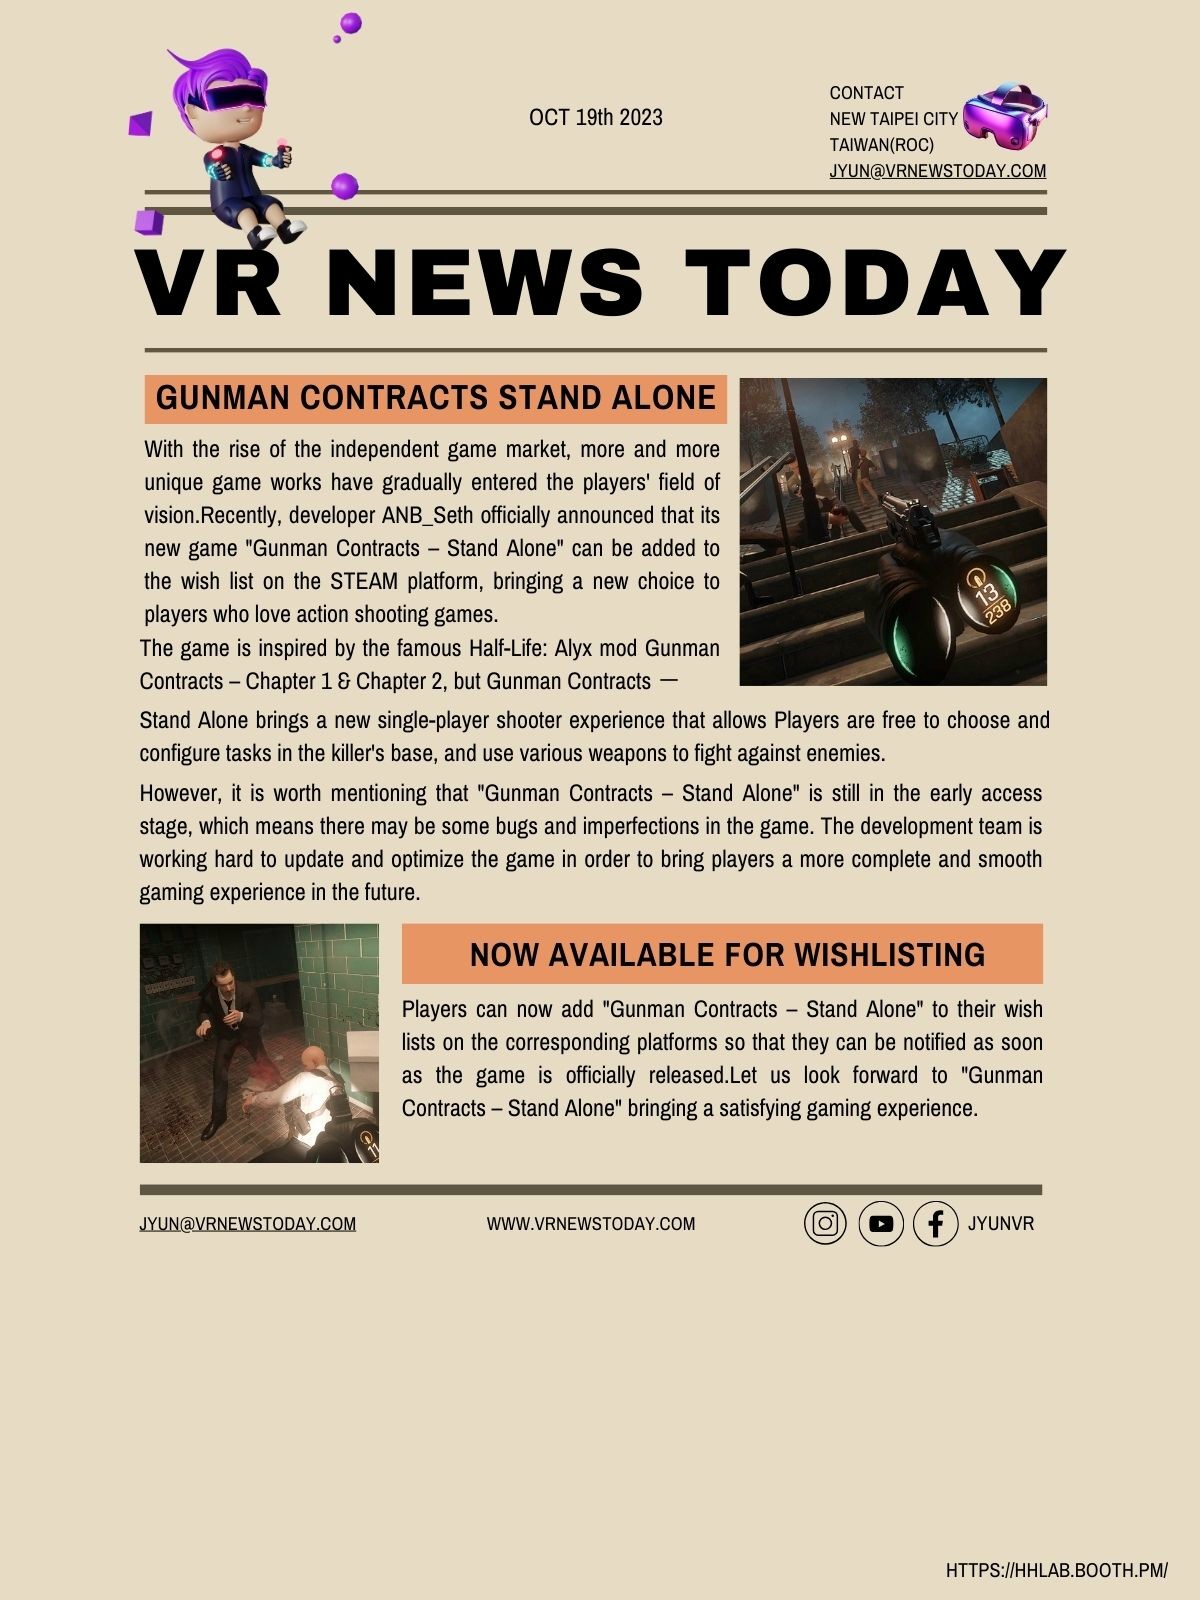 OCT 19th 2023
CONTACT
NEW TAIPEI CITY
TAIWAN(ROC)
JYUN@VRNEWSTODAY.COM
VR NEWS TODAY
GUNMAN CONTRACTS STAND ALONE
With the rise of the independent game market, more and more
unique game works have gradually entered the players' field of
vision.Recently, developer ANB_Seth officially announced that its
new game "Gunman Contracts – Stand Alone" can be added to
the wish list on the STEAM platform, bringing a new choice to
players who love action shooting games.
The game is inspired by the famous Half-Life: Alyx mod Gunman
Contracts – Chapter 1 & Chapter 2, but Gunman Contracts —
13
238
Stand Alone brings a new single-player shooter experience that allows Players are free to choose and
configure tasks in the killer's base, and use various weapons to fight against enemies.
However, it is worth mentioning that "Gunman Contracts – Stand Alone" is still in the early access
stage, which means there may be some bugs and imperfections in the game. The development team is
working hard to update and optimize the game in order to bring players a more complete and smooth
gaming experience in the future.
NOW AVAILABLE FOR WISHLISTING
Players can now add "Gunman Contracts – Stand Alone" to their wish
lists on the corresponding platforms so that they can be notified as soon
as the game is officially released.Let us look forward to "Gunman
Contracts – Stand Alone" bringing a satisfying gaming experience.
11
JYUN@VRNEWSTODAY.COM
WWW.VRNEWSTODAY.COM
JYUNVR
HTTPS://HHLAB.BOOTH.PM/